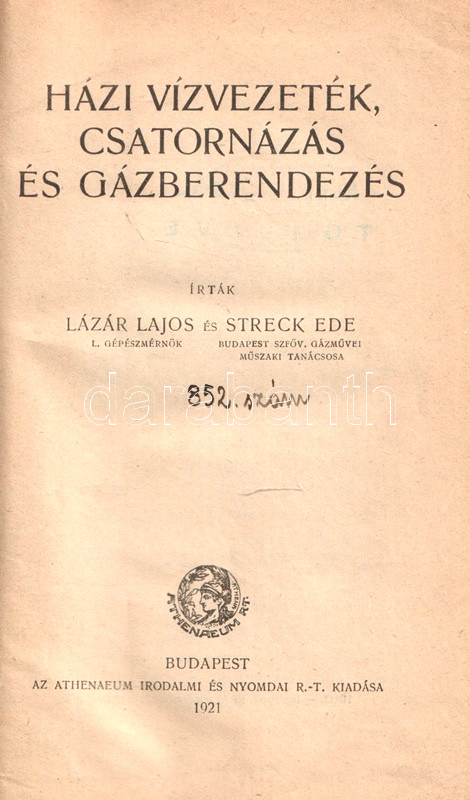 HÁZI VÍZVEZETÉK,
CSATORNÁZÁS
ÉS GÁZBERENDEZÉS
ÍRTÁK
LÁZÁR LAJOS ÉS STRECK EDE
L. GÉPÉSZMÉRNÖK BUDAPEST SZFŐV. GÁZMŰVEI
MŰSZAKI TANÁCSOSA
darabanth
852. szám
ATHENAEUM R.T.
BUDAPEST
AZ ATHENAEUM IRODALMI ÉS NYOMDAI R.-T. KIADÁSA
1921